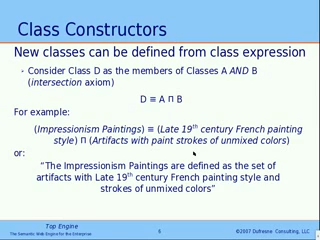 Class Constructors
New classes can be defined from class expression
Consider Class D as the members of Classes A AND B
(intersection axiom)
D ≡ A ⊓ B
For example:
(Impressionism Paintings) ≡ (Late 19th century French painting
style) ⊓ (Artifacts with paint strokes of unmixed colors)
or:
“The Impressionism Paintings are defined as the set of
artifacts with Late 19th century French painting style and
strokes of unmixed colors”
Top Engine
The Semantic Web Engine for the Enterprise
6
©2007 Dufresne Consulting, LLC